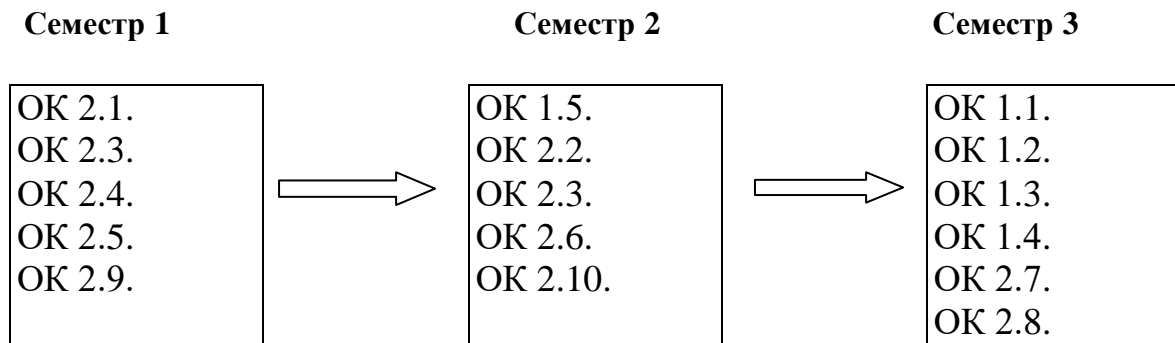 Семестр 1
Семестр 2
Семестр 3
ОК 2.1.
ОК 2.3.
ОК 2.4.
ОК 2.5.
ОК 2.9.
ОК 1.5.
ОК 2.2.
ОК 2.3.
ОК 2.6.
ОК 2.10.
ОК 1.1.
ОК 1.2.
ОК 1.3.
ОК 1.4.
ОК 2.7.
ОК 2.8.